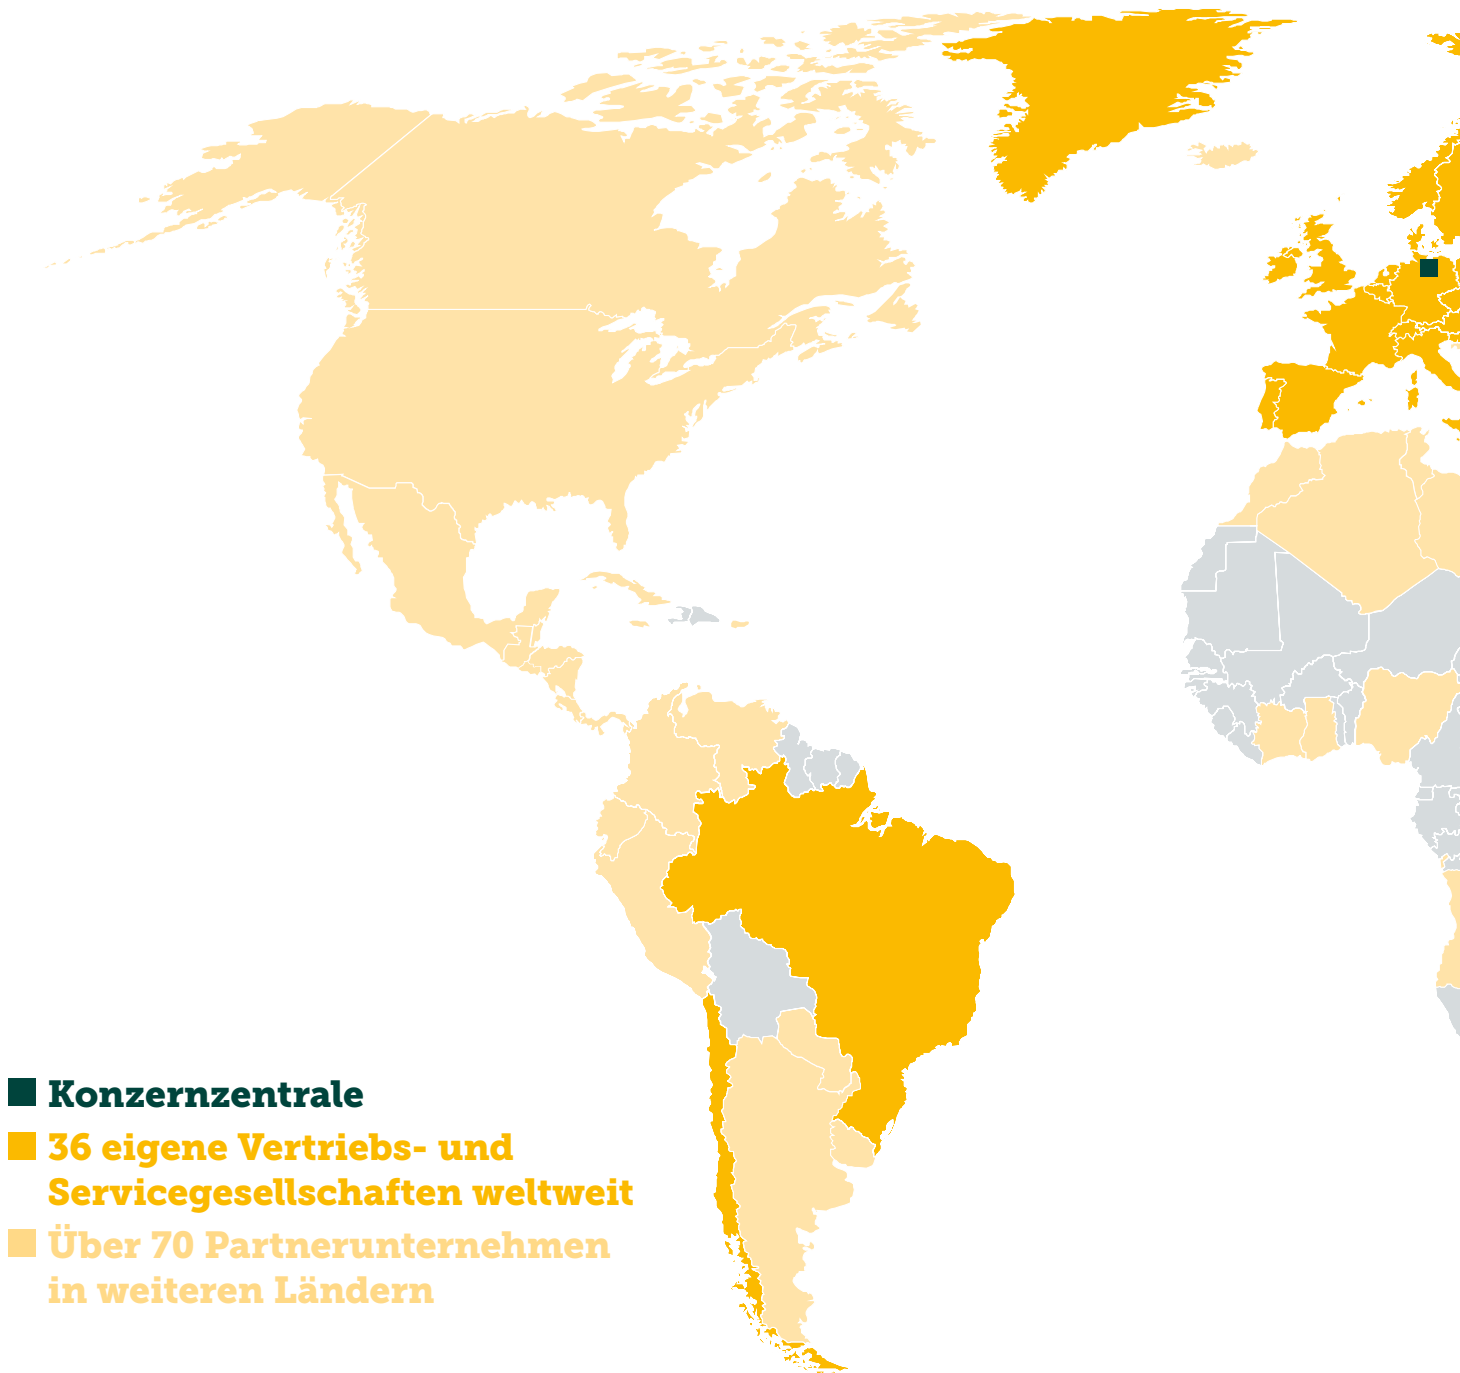 Konzernzentrale
36 eigene Vertriebs- und
Servicegesellschaften weltweit
Über 70 Partnerunternehmen
in weiteren Ländern